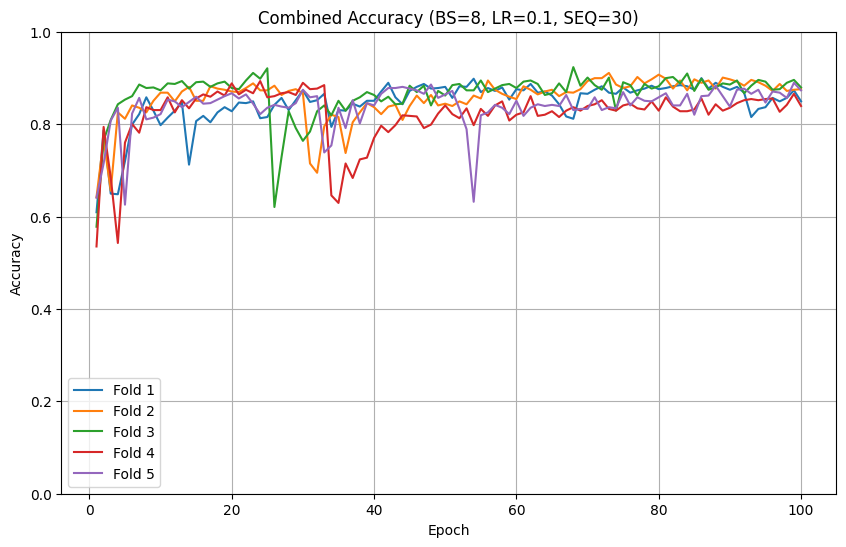 Combined Accuracy (BS=8, LR=0.1, SEQ=30)
1.0
0.8
0.6
0.4
0.2
0.0
Accuracy
Fold 1
Fold 2
Fold 3
Fold 4
Fold 5
0 20 40 60 80 100
Epoch